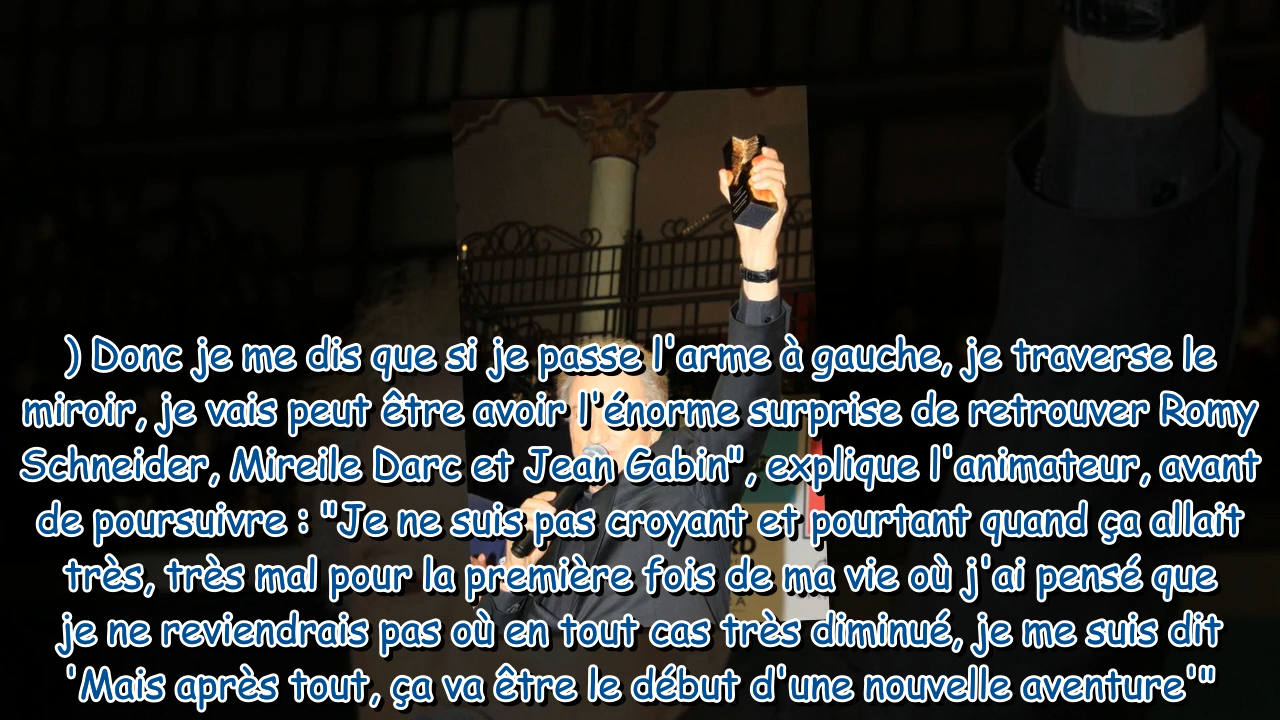 ) Donc je me dis que si je passe l'arme à gauche, je traverse le
miroir, je vais peut être avoir l'énorme surprise de retrouver Romy
Schneider, Mireile Darc et Jean Gabin", explique l'animateur, avant
de poursuivre : "Je ne suis pas croyant et pourtant quand ça allait
très, très mal pour la première fois de ma vie où j'ai pensé que
je ne reviendrais pas où en tout cas très diminué, je me suis dit
'Mais après tout, ça va être le début d'une nouvelle aventure'"